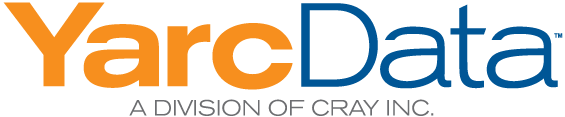 YarcData™
A DIVISION OF CRAY INC.